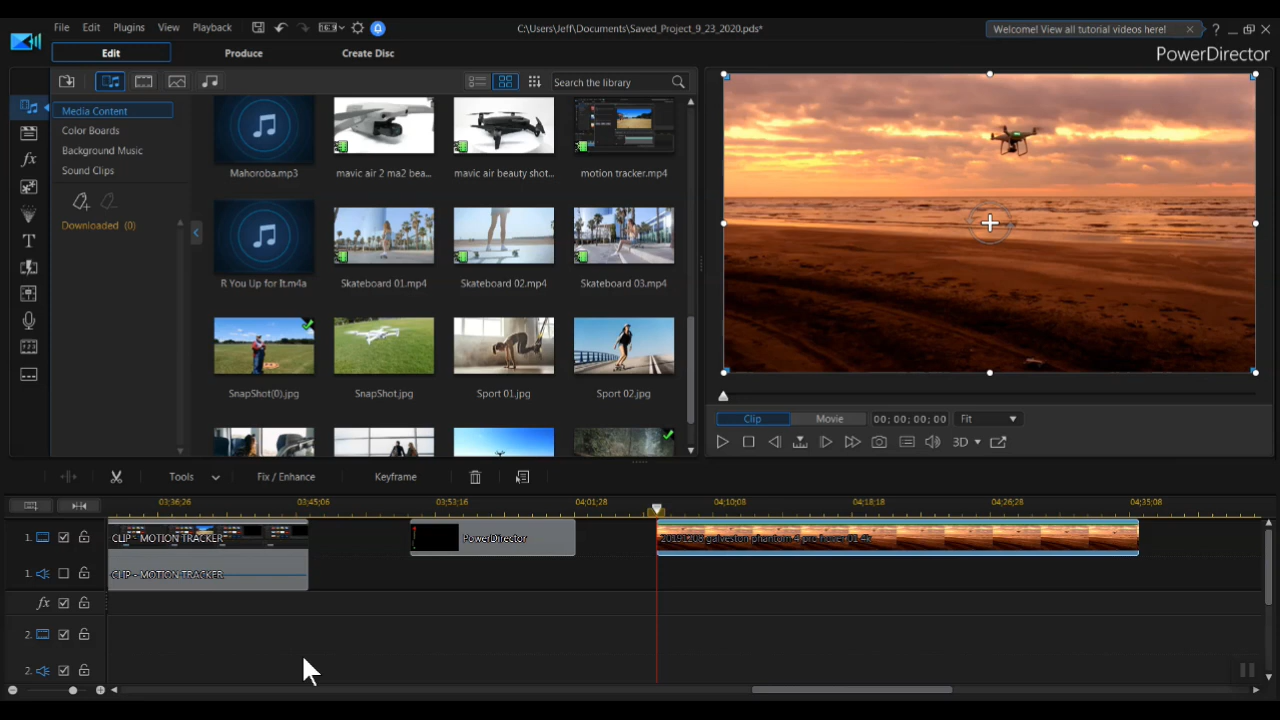 File Edit Plugins View Playback
C:\Users\Jeff\Documents\Saved_Project_9_23_2020.pds*
Welcome! View all tutorial videos here!
?
PowerDirector
Edit Produce Create Disc
Search the library
Media Content
Color Boards
Background Music
Sound Clips
Downloaded (0)
Mahoroba.mp3 mavic air 2 ma2 bea... mavic air beauty shot... motion tracker.mp4
R You Up for It.m4a Skateboard 01.mp4 Skateboard 02.mp4 Skateboard 03.mp4
SnapShot(0).jpg SnapShot.jpg Sport 01.jpg Sport 02.jpg
Clip Movie 00; 00; 00; 00 Fit
3D
Tools Fix / Enhance Keyframe
03;36;26 03;45;06 03;53;16 04;01;28 04;10;08 04;18;18 04;26;28 04;35;08
1. CLIP - MOTION TRACKER PowerDirector 20191208 galveston phantom 4 pro hover 01 4k
1. CLIP - MOTION TRACKER
fx
2.
2.